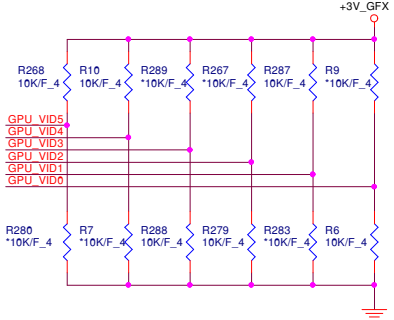 +3V_GFX
R268 R10 R289 R267 R287 R9
10K/F_4 10K/F_4 *10K/F_4 *10K/F_4 10K/F_4 *10K/F_4
GPU_VID5
GPU_VID4
GPU_VID3
GPU_VID2
GPU_VID1
GPU_VID0
R280 R7 R288 R279 R283 R6
*10K/F_4 *10K/F_4 10K/F_4 10K/F_4 *10K/F_4 10K/F_4